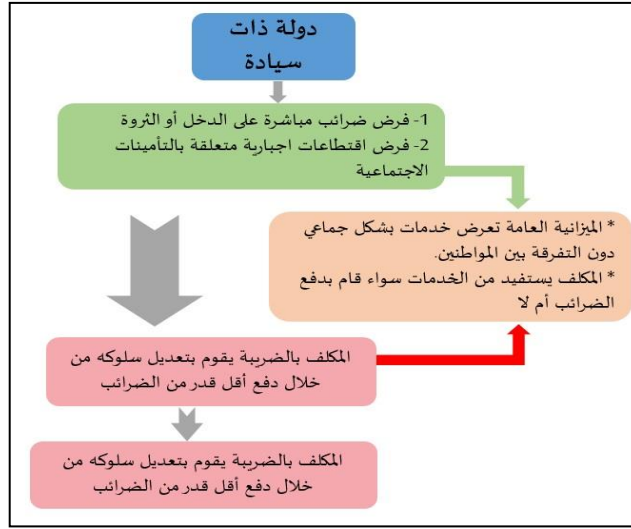 دولة ذات
سيادة
1- فرض ضرائب مباشرة على الدخل أو الثروة
2- فرض اقتطاعات اجبارية متعلقة بالتأمينات
الاجتماعية
* الميزانية العامة تعرض خدمات بشكل جماعي
دون التفرقة بين المواطنين.
* المكلف يستفيد من الخدمات سواء قام بدفع
الضرائب أم لا
المكلف بالضريبة يقوم بتعديل سلوكه من
خلال دفع أقل قدر من الضرائب
المكلف بالضريبة يقوم بتعديل سلوكه من
خلال دفع أقل قدر من الضرائب